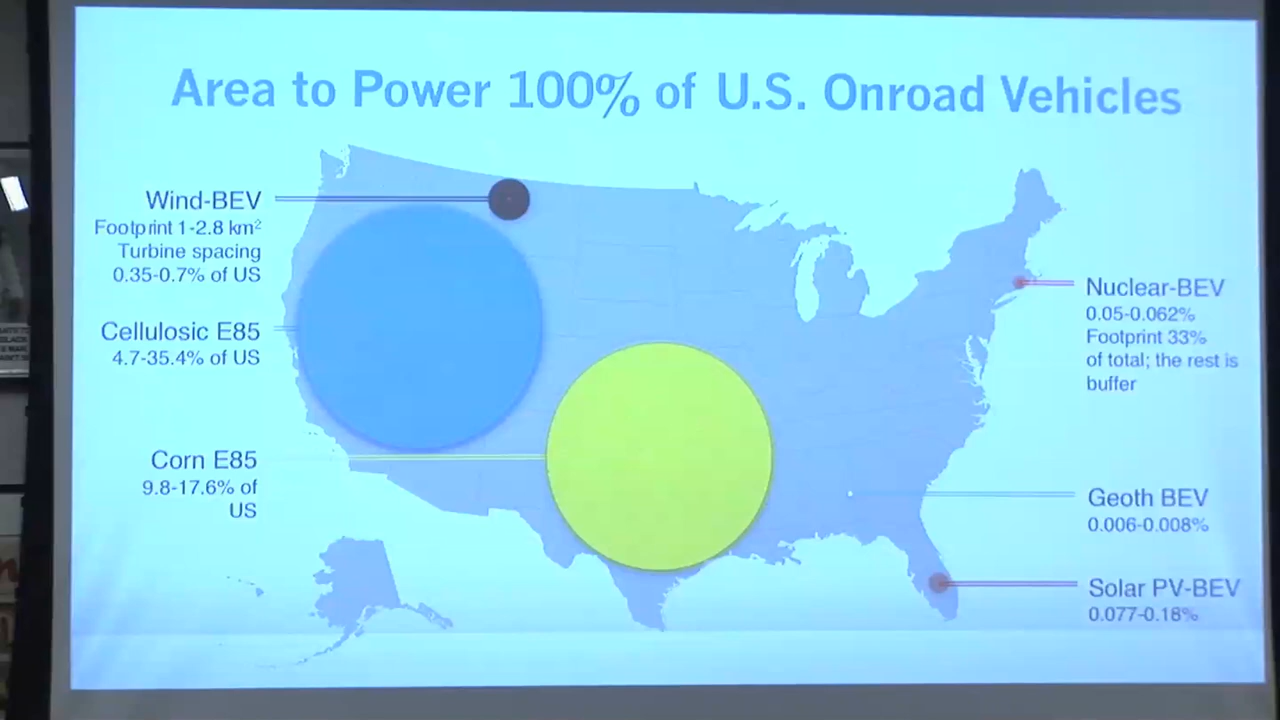 Area to Power 100% of U.S. Onroad Vehicles
Wind-BEV
Footprint 1-2.8 km²
Turbine spacing
0.35-0.7% of US
Cellulosic E85
4.7-35.4% of US
Corn E85
9.8-17.6% of
US
Nuclear-BEV
0.05-0.062%
Footprint 33%
of total; the rest is
buffer
Geoth BEV
0.006-0.008%
Solar PV-BEV
0.077-0.18%